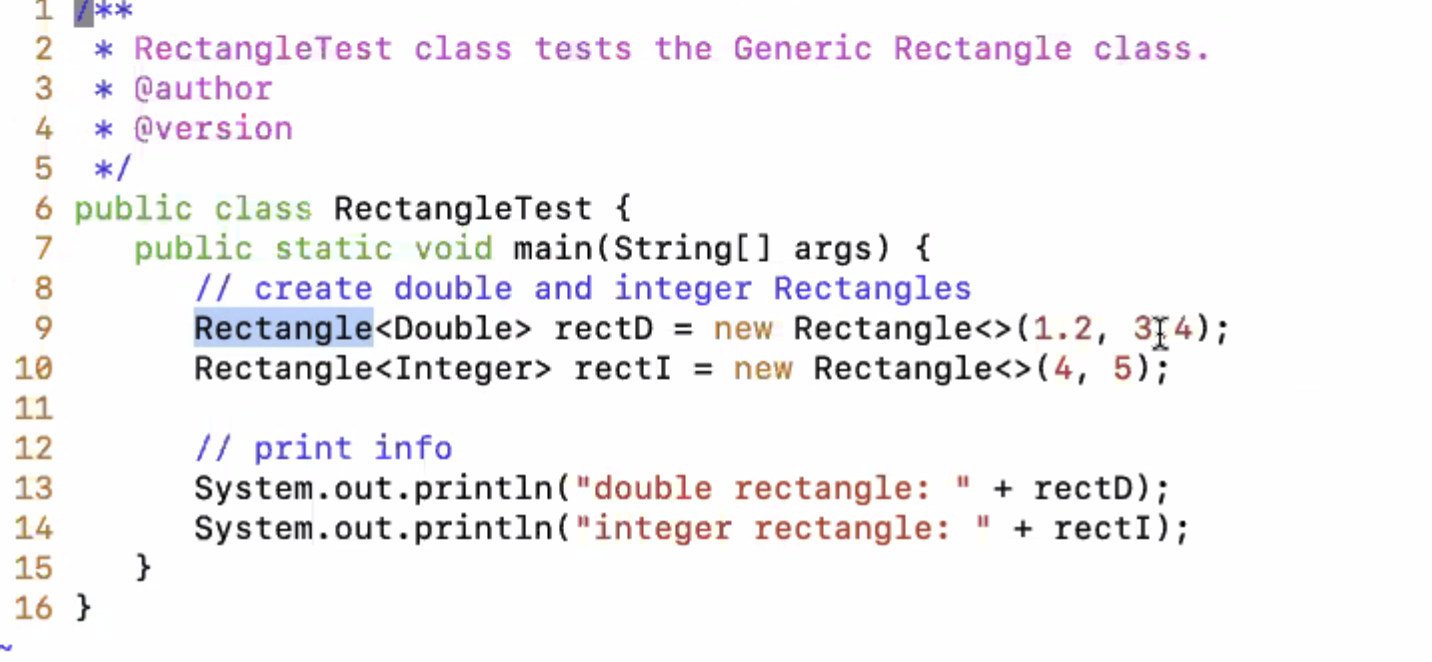 1 /**
2  * RectangleTest class tests the Generic Rectangle class.
3  * @author
4  * @version
5  */
6 public class RectangleTest {
7    public static void main(String[] args) {
8       // create double and integer Rectangles
9       Rectangle<Double> rectD = new Rectangle<>(1.2, 3.4);
10       Rectangle<Integer> rectI = new Rectangle<>(4, 5);
11
12       // print info
13       System.out.println("double rectangle: " + rectD);
14       System.out.println("integer rectangle: " + rectI);
15    }
16 }
~